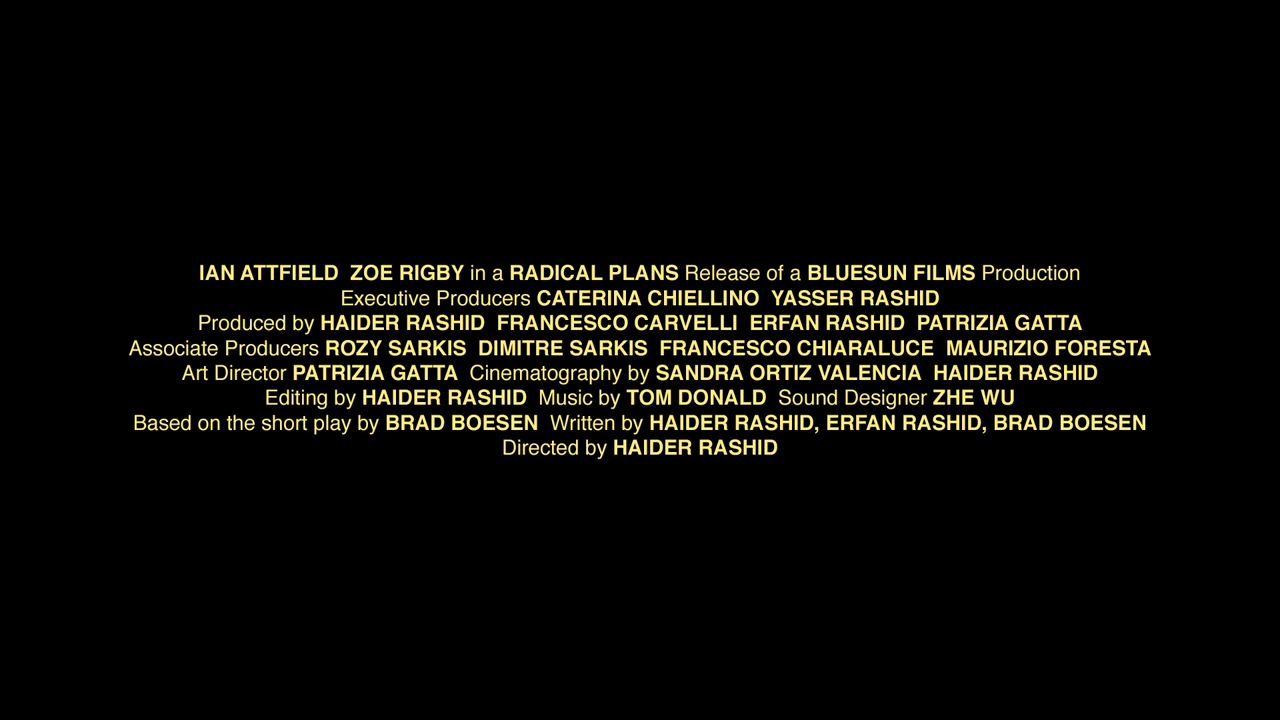 IAN ATTFIELD ZOE RIGBY in a RADICAL PLANS Release of a BLUESUN FILMS Production
Executive Producers CATERINA CHIELLINO YASSER RASHID
Produced by HAIDER RASHID FRANCESCO CARVELLI ERFAN RASHID PATRIZIA GATTA
Associate Producers ROZY SARKIS DIMITRE SARKIS FRANCESCO CHIARALUCE MAURIZIO FORESTA
Art Director PATRIZIA GATTA Cinematography by SANDRA ORTIZ VALENCIA HAIDER RASHID
Editing by HAIDER RASHID Music by TOM DONALD Sound Designer ZHE WU
Based on the short play by BRAD BOESEN Written by HAIDER RASHID, ERFAN RASHID, BRAD BOESEN
Directed by HAIDER RASHID